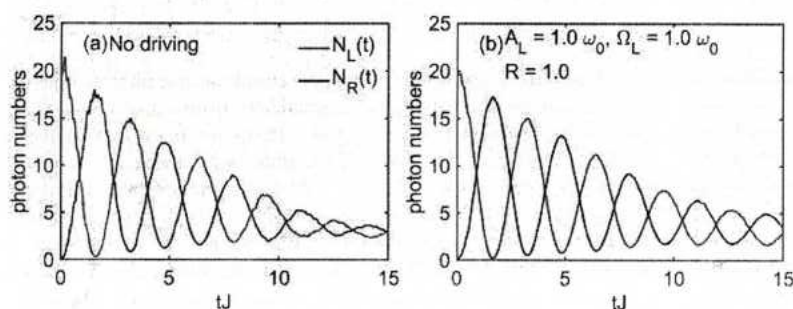 (a) No driving
N_L(t)
N_R(t)
photon numbers
25
20
15
10
5
0
0
5
10
15
tJ
(b) A_L = 1.0 ω_0, Ω_L = 1.0 ω_0
R = 1.0
photon numbers
25
20
15
10
5
0
0
5
10
15
tJ